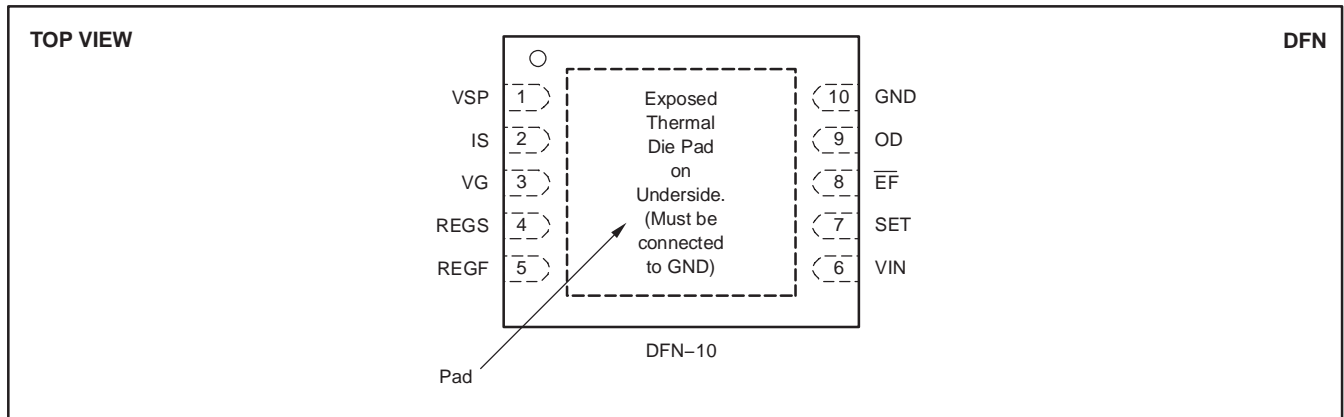 TOP VIEW
DFN
VSP 1
IS 2
VG 3
REGS 4
REGF 5
Exposed
Thermal
Die Pad
on
Underside.
(Must be
connected
to GND)
10 GND
9 OD
8 E̅F̅
7 SET
6 VIN
DFN−10
Pad